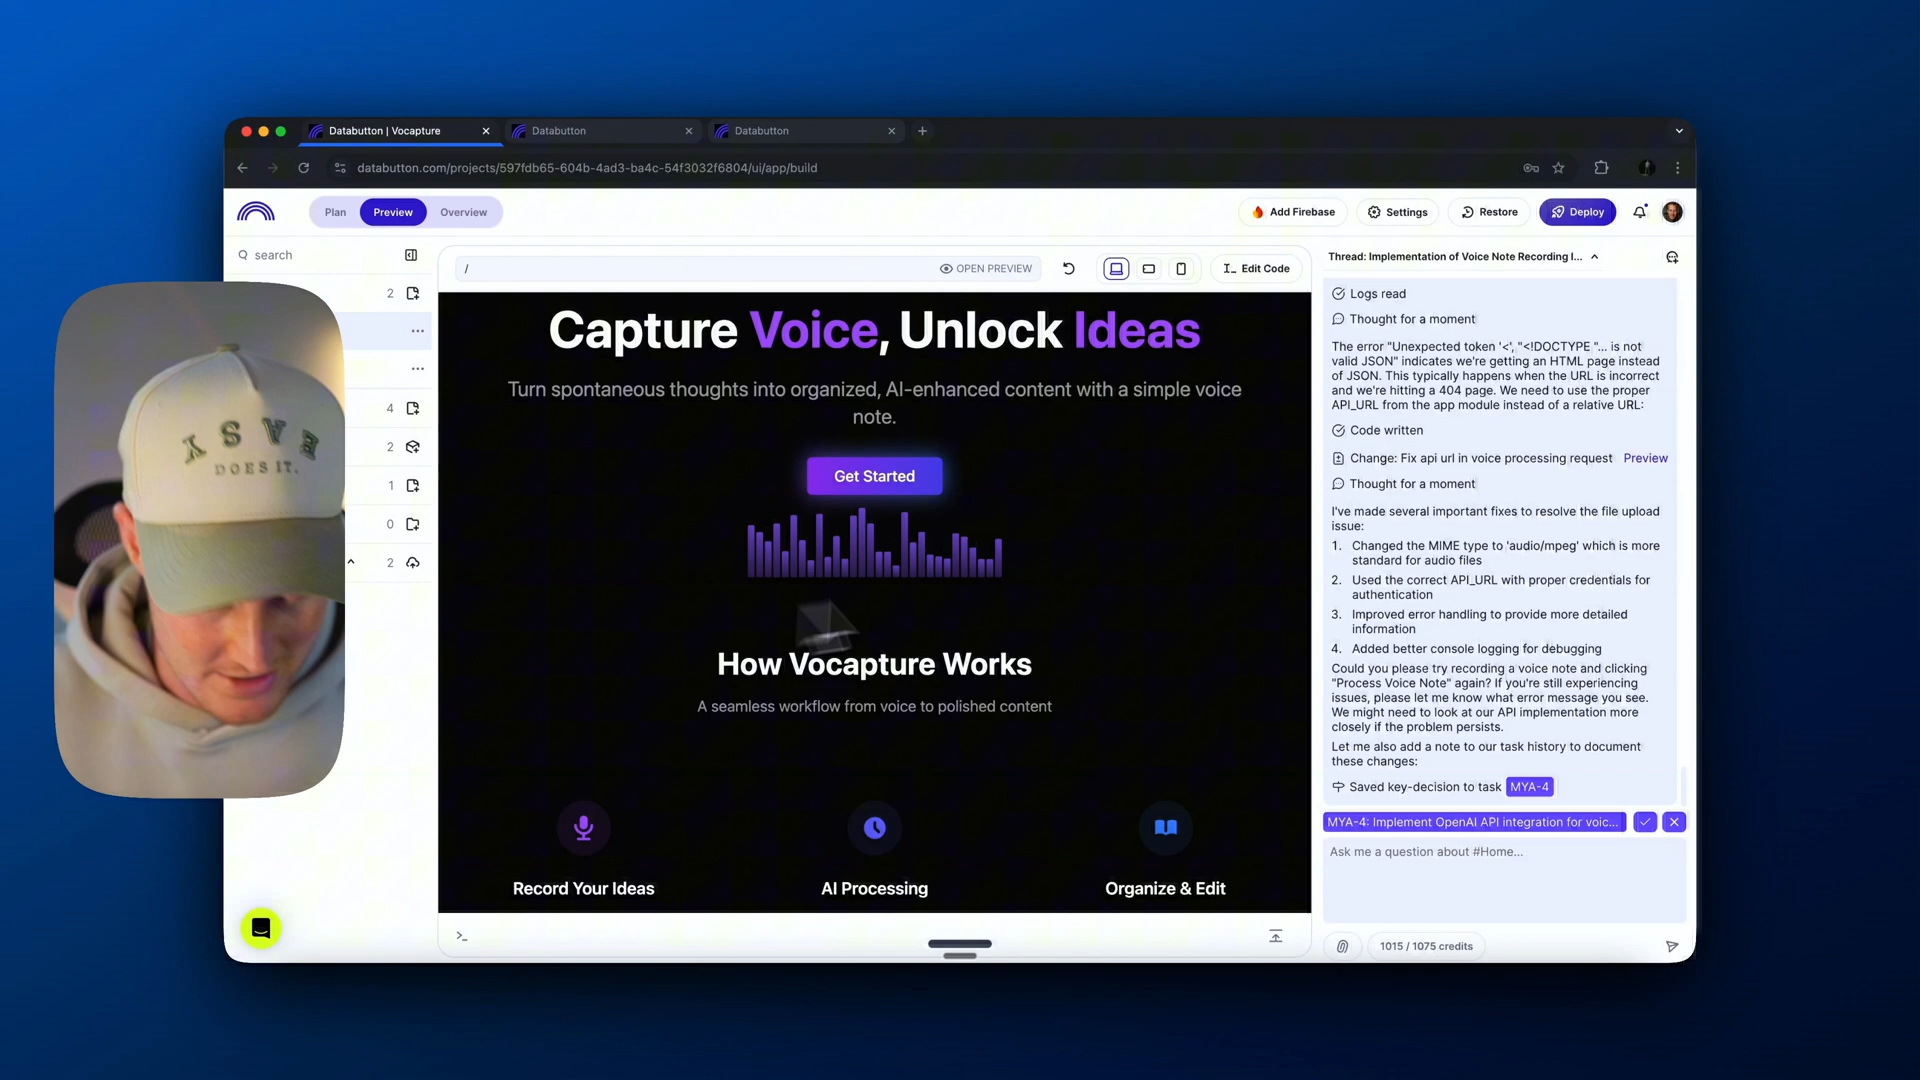 Databutton | Vocapture
Databutton
Databutton
databutton.com/projects/597fdb65-604b-4ad3-ba4c-54f3032f6804/ui/app/build
Plan
Preview
Overview
Add Firebase
Settings
Restore
Deploy
search
2
4
2
1
0
2
EASY
DOES IT.
/
OPEN PREVIEW
Edit Code
Capture Voice, Unlock Ideas
Turn spontaneous thoughts into organized, AI-enhanced content with a simple voice
note.
Get Started
How Vocapture Works
A seamless workflow from voice to polished content
Record Your Ideas
AI Processing
Organize & Edit
Thread: Implementation of Voice Note Recording I...
Logs read
Thought for a moment
The error "Unexpected token '<', "<!DOCTYPE "... is not
valid JSON" indicates we're getting an HTML page instead
of JSON. This typically happens when the URL is incorrect
and we're hitting a 404 page. We need to use the proper
API_URL from the app module instead of a relative URL:
Code written
Change: Fix api url in voice processing request Preview
Thought for a moment
I've made several important fixes to resolve the file upload
issue:
1. Changed the MIME type to 'audio/mpeg' which is more
standard for audio files
2. Used the correct API_URL with proper credentials for
authentication
3. Improved error handling to provide more detailed
information
4. Added better console logging for debugging
Could you please try recording a voice note and clicking
"Process Voice Note" again? If you're still experiencing
issues, please let me know what error message you see.
We might need to look at our API implementation more
closely if the problem persists.
Let me also add a note to our task history to document
these changes:
Saved key-decision to task MYA-4
MYA-4: Implement OpenAI API integration for voic...
Ask me a question about #Home...
1015 / 1075 credits